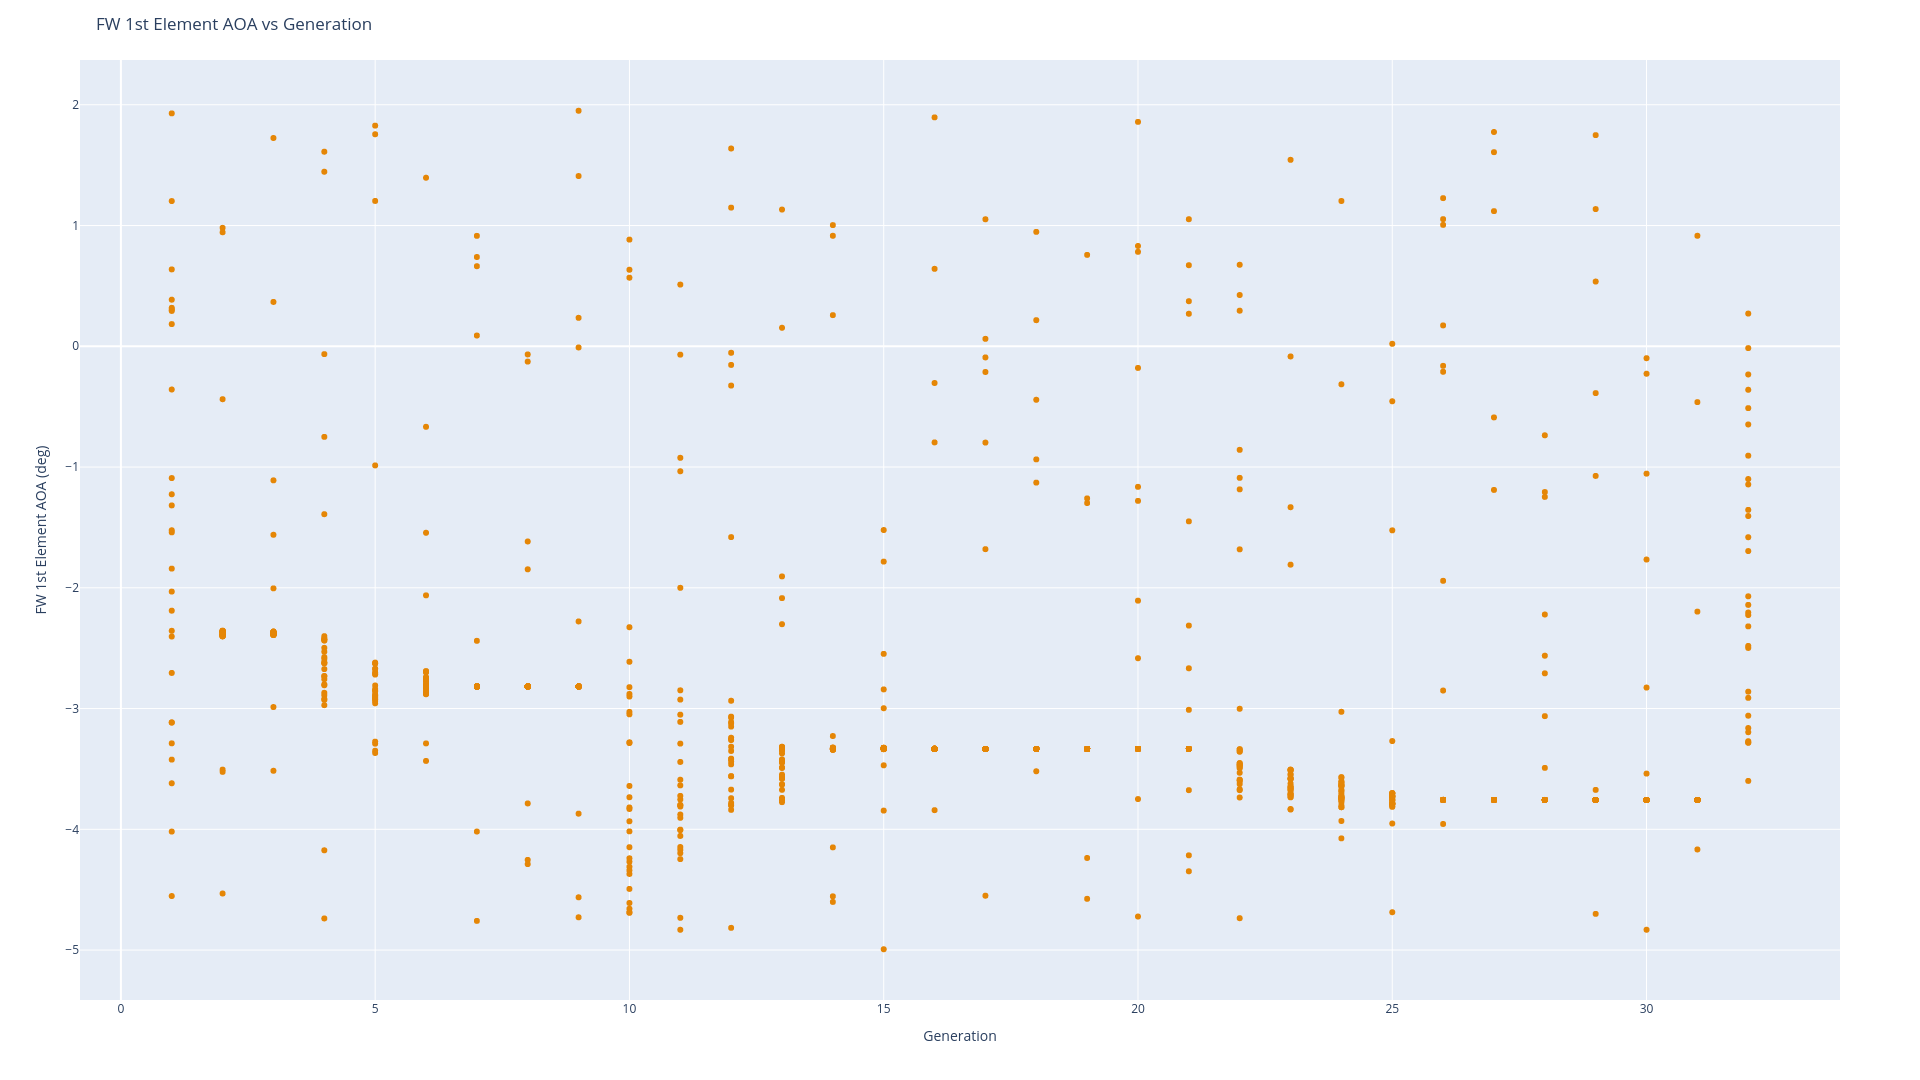 FW 1st Element AOA vs Generation
2
1
0
−1
−2
−3
−4
−5
FW 1st Element AOA (deg)
0 5 10 15 20 25 30
Generation